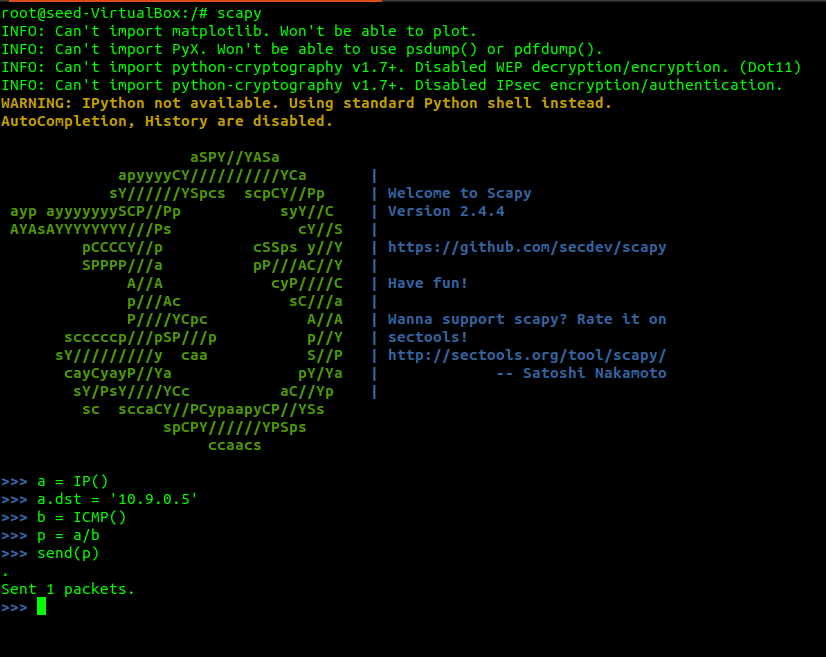 root@seed-VirtualBox:/# scapy
INFO: Can't import matplotlib. Won't be able to plot.
INFO: Can't import PyX. Won't be able to use psdump() or pdfdump().
INFO: Can't import python-cryptography v1.7+. Disabled WEP decryption/encryption. (Dot11)
INFO: Can't import python-cryptography v1.7+. Disabled IPsec encryption/authentication.
WARNING: IPython not available. Using standard Python shell instead.
AutoCompletion, History are disabled.
                     aSPY//YASa
             apyyyyCY//////////YCa       |
            sY//////YSpcs  scpCY//Pp     | Welcome to Scapy
 ayp ayyyyyyySCP//Pp           syY//C    | Version 2.4.4
 AYAsAYYYYYYYY///Ps              cY//S   |
         pCCCCY//p          cSSps y//Y   | https://github.com/secdev/scapy
         SPPPP///a          pP///AC//Y   |
              A//A            cyP////C   | Have fun!
              p///Ac            sC///a   |
              P////YCpc           A//A   | Wanna support scapy? Rate it on
       scccccp///pSP///p          p//Y   | sectools!
      sY/////////y  caa           S//P   | http://sectools.org/tool/scapy/
       cayCyayP//Ya              pY/Ya   |             -- Satoshi Nakamoto
        sY/PsY////YCc          aC//Yp    |
         sc  sccaCY//PCypaapyCP//YSs
                  spCPY//////YPSps
                       ccaacs
>>> a = IP()
>>> a.dst = '10.9.0.5'
>>> b = ICMP()
>>> p = a/b
>>> send(p)
.
Sent 1 packets.
>>>